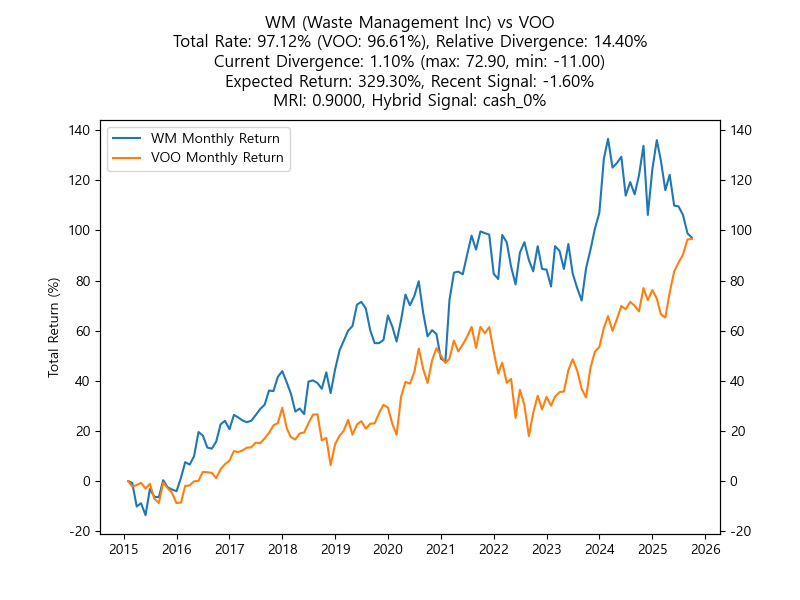 WM (Waste Management Inc) vs VOO
Total Rate: 97.12% (VOO: 96.61%), Relative Divergence: 14.40%
Current Divergence: 1.10% (max: 72.90, min: -11.00)
Expected Return: 329.30%, Recent Signal: -1.60%
MRI: 0.9000, Hybrid Signal: cash_0%
WM Monthly Return
VOO Monthly Return
Total Return (%)
140
120
100
80
60
40
20
0
-20
140
120
100
80
60
40
20
0
-20
2015 2016 2017 2018 2019 2020 2021 2022 2023 2024 2025 2026